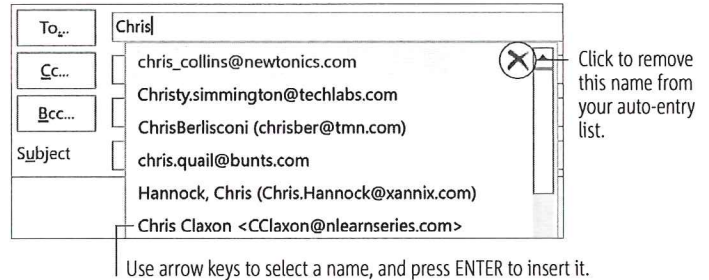 To... Chris
Cc... chris_collins@newtonics.com
Click to remove
this name from
your auto-entry
list.
Christy.simmington@techlabs.com
Bcc... ChrisBerlisconi (chrisber@tmn.com)
Subject chris.quail@bunts.com
Hannock, Chris (Chris.Hannock@xannix.com)
Chris Claxon <CClaxon@nlearnseries.com>
Use arrow keys to select a name, and press ENTER to insert it.